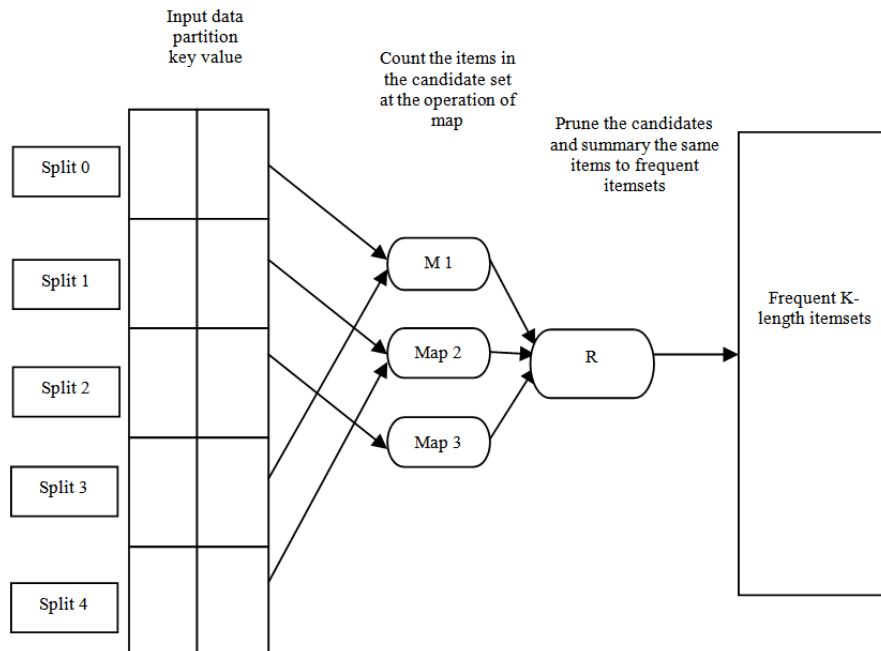 Input data
partition
key value
Count the items in
the candidate set
at the operation of
map
Prune the candidates
and summary the same
items to frequent
itemsets
Split 0
Split 1
Split 2
Split 3
Split 4
M 1
Map 2
Map 3
R
Frequent K-
length itemsets